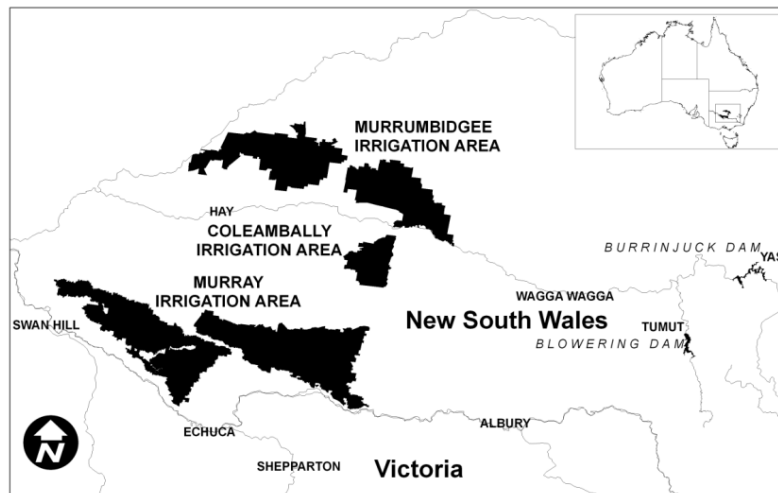 MURRUMBIDGEE
IRRIGATION AREA
HAY
COLEAMBALLY
IRRIGATION AREA
BURRINJUCK DAM
YAS
MURRAY
IRRIGATION AREA
WAGGA WAGGA
SWAN HILL
New South Wales
TUMUT
BLOWERING DAM
ALBURY
ECHUCA
SHEPPARTON
Victoria
N